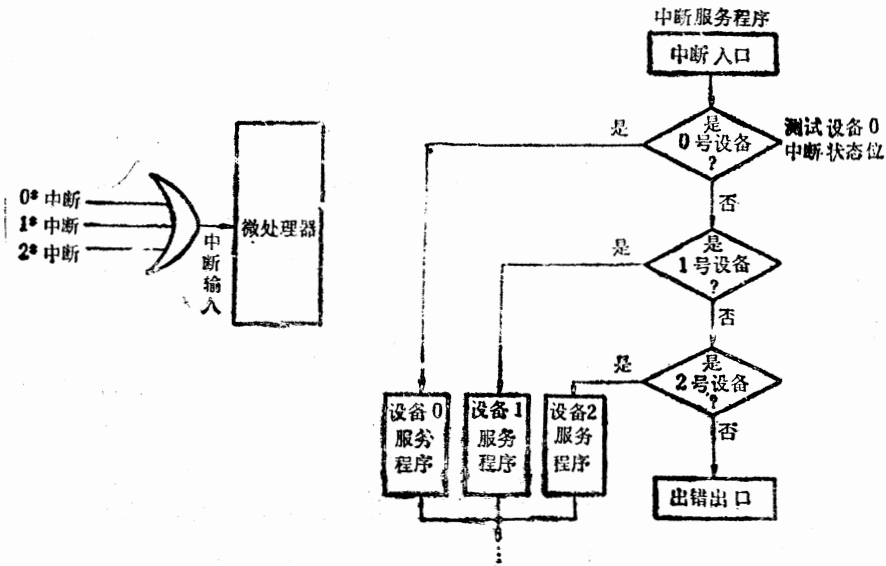 0# 中断
1# 中断
2# 中断
中断输入
微处理器
中断服务程序
中断入口
是
0号设备
?
测试设备0
中断状态位
是
否
是
1号设备
?
是
否
是
2号设备
?
是
否
设备0
服务
程序
设备1
服务
程序
设备2
服务
程序
出错出口